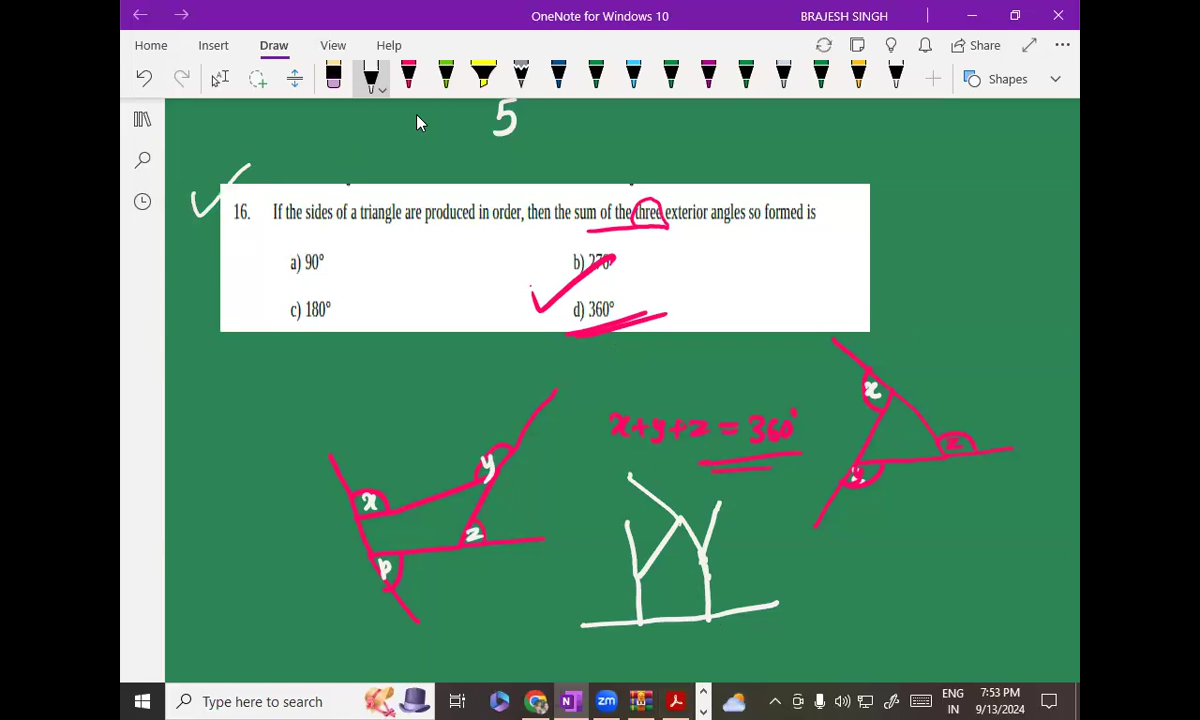 OneNote for Windows 10
BRAJESH SINGH
Home Insert Draw View Help
Share
Shapes
5
16. If the sides of a triangle are produced in order, then the sum of the three exterior angles so formed is
a) 90° b) 270°
c) 180° d) 360°
x
x+y+z = 360°
z
y
x
z
p
Type here to search
ENG
IN
7:53 PM
9/13/2024